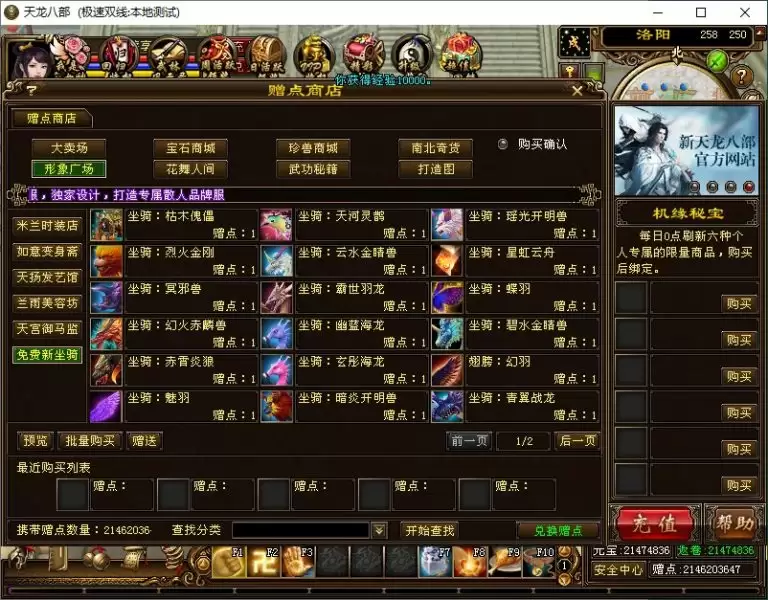 天龙八部 (极速双线:本地测试)
洛阳 258 250
北
你获得经验10000。
赠点商店
赠点商店
大卖场 宝石商城 珍兽商城 南北奇货 购买确认
形象广场 花舞人间 武功秘籍 打造图
新天龙八部
官方网站
,独家设计,打造专属散人品牌服
米兰时装店
如意变身斋
天扬发艺馆
兰雨美容坊
天宫御马监
免费新坐骑
坐骑:枯木傀儡 坐骑:天河灵鹊 坐骑:瑶光开明兽
赠点:1 赠点:1 赠点:1
坐骑:烈火金刚 坐骑:云水金睛兽 坐骑:星虹云舟
赠点:1 赠点:1 赠点:1
坐骑:冥邪兽 坐骑:霸世羽龙 坐骑:蝶羽
赠点:1 赠点:1 赠点:1
坐骑:幻火赤麟兽 坐骑:幽蓝海龙 坐骑:碧水金睛兽
赠点:1 赠点:1 赠点:1
坐骑:赤霄炎狼 坐骑:玄彤海龙 翅膀:幻羽
赠点:1 赠点:1 赠点:1
坐骑:魅羽 坐骑:暗炎开明兽 坐骑:青翼战龙
赠点:1 赠点:1 赠点:1
机缘秘宝
每日0点刷新六种个
人专属的限量商品,购买
后绑定。
购买
购买
购买
购买
购买
购买
预览 批量购买 赠送 前一页 1/2 后一页
最近购买列表
赠点: 赠点: 赠点: 赠点: 赠点:
携带赠点数量:21462036 查找分类 开始查找 兑换赠点
充值 帮助
F1 F2 F3 F7 F8 F9 F10 1
元宝:21474836 返卷:21474836
安全中心 赠点:2146203647